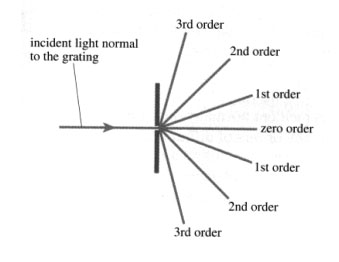 3rd order
incident light normal
to the grating
2nd order
1st order
zero order
1st order
2nd order
3rd order